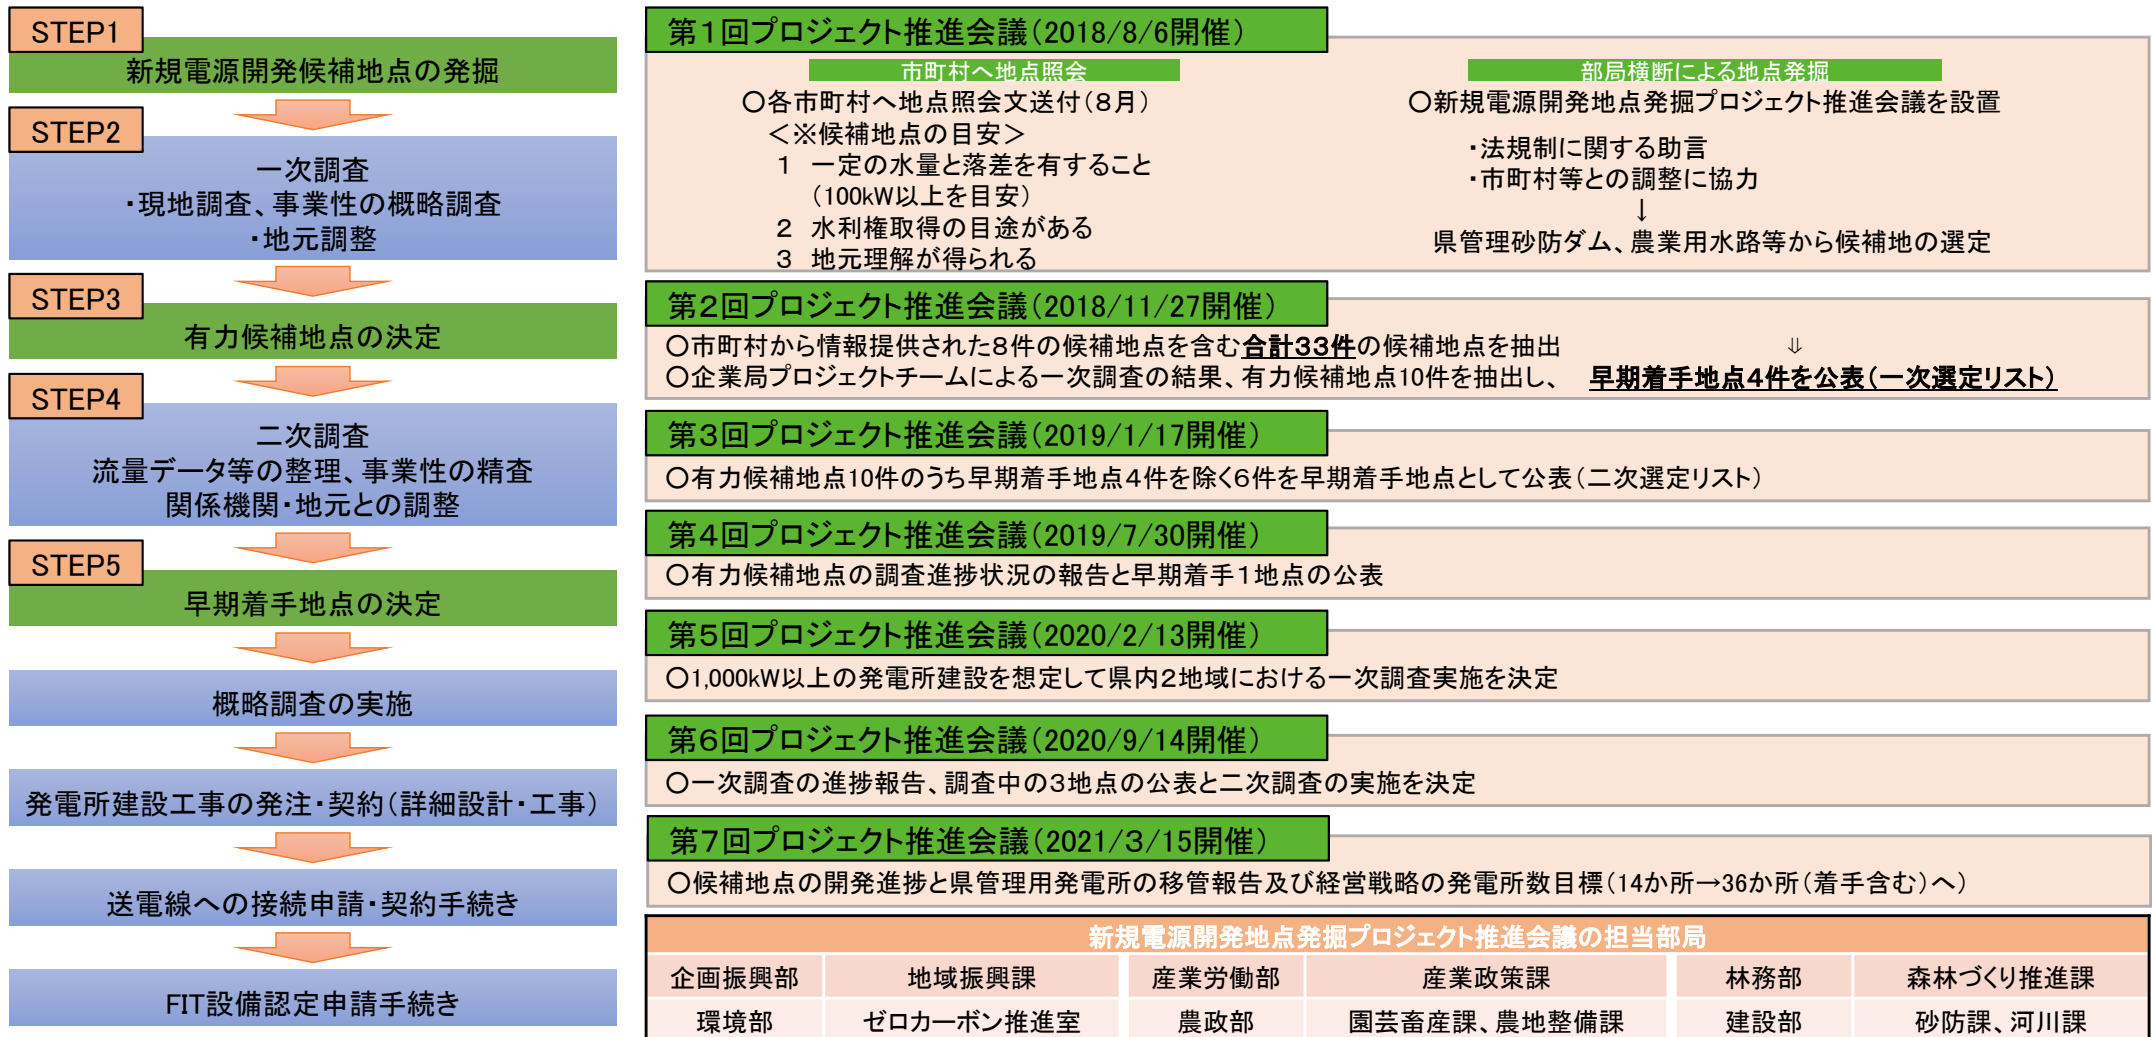 STEP1
新規電源開発候補地点の発掘
STEP2
一次調査
・現地調査、事業性の概略調査
・地元調整
STEP3
有力候補地点の決定
STEP4
二次調査
流量データ等の整理、事業性の精査
関係機関・地元との調整
STEP5
早期着手地点の決定
概略調査の実施
発電所建設工事の発注・契約（詳細設計・工事）
送電線への接続申請・契約手続き
FIT設備認定申請手続き
第１回プロジェクト推進会議（2018/8/6開催）
市町村へ地点照会
○各市町村へ地点照会文送付（８月）
＜※候補地点の目安＞
１　一定の水量と落差を有すること
（100kW以上を目安）
２　水利権取得の目途がある
３　地元理解が得られる
部局横断による地点発掘
○新規電源開発地点発掘プロジェクト推進会議を設置
・法規制に関する助言
・市町村等との調整に協力
↓
県管理砂防ダム、農業用水路等から候補地の選定
第２回プロジェクト推進会議（2018/11/27開催）
○市町村から情報提供された８件の候補地点を含む合計３３件の候補地点を抽出　⇓
○企業局プロジェクトチームによる一次調査の結果、有力候補地点10件を抽出し、　早期着手地点４件を公表（一次選定リスト）
第３回プロジェクト推進会議（2019/1/17開催）
○有力候補地点10件のうち早期着手地点４件を除く６件を早期着手地点として公表（二次選定リスト）
第４回プロジェクト推進会議（2019/7/30開催）
○有力候補地点の調査進捗状況の報告と早期着手１地点の公表
第５回プロジェクト推進会議（2020/2/13開催）
○1,000kW以上の発電所建設を想定して県内２地域における一次調査実施を決定
第６回プロジェクト推進会議（2020/9/14開催）
○一次調査の進捗報告、調査中の３地点の公表と二次調査の実施を決定
第７回プロジェクト推進会議（2021/３/15開催）
○候補地点の開発進捗と県管理用発電所の移管報告及び経営戦略の発電所数目標（14か所→36か所（着手含む）へ）
新規電源開発地点発掘プロジェクト推進会議の担当部局
企画振興部　地域振興課　産業労働部　産業政策課　林務部　森林づくり推進課
環境部　ゼロカーボン推進室　農政部　園芸畜産課、農地整備課　建設部　砂防課、河川課